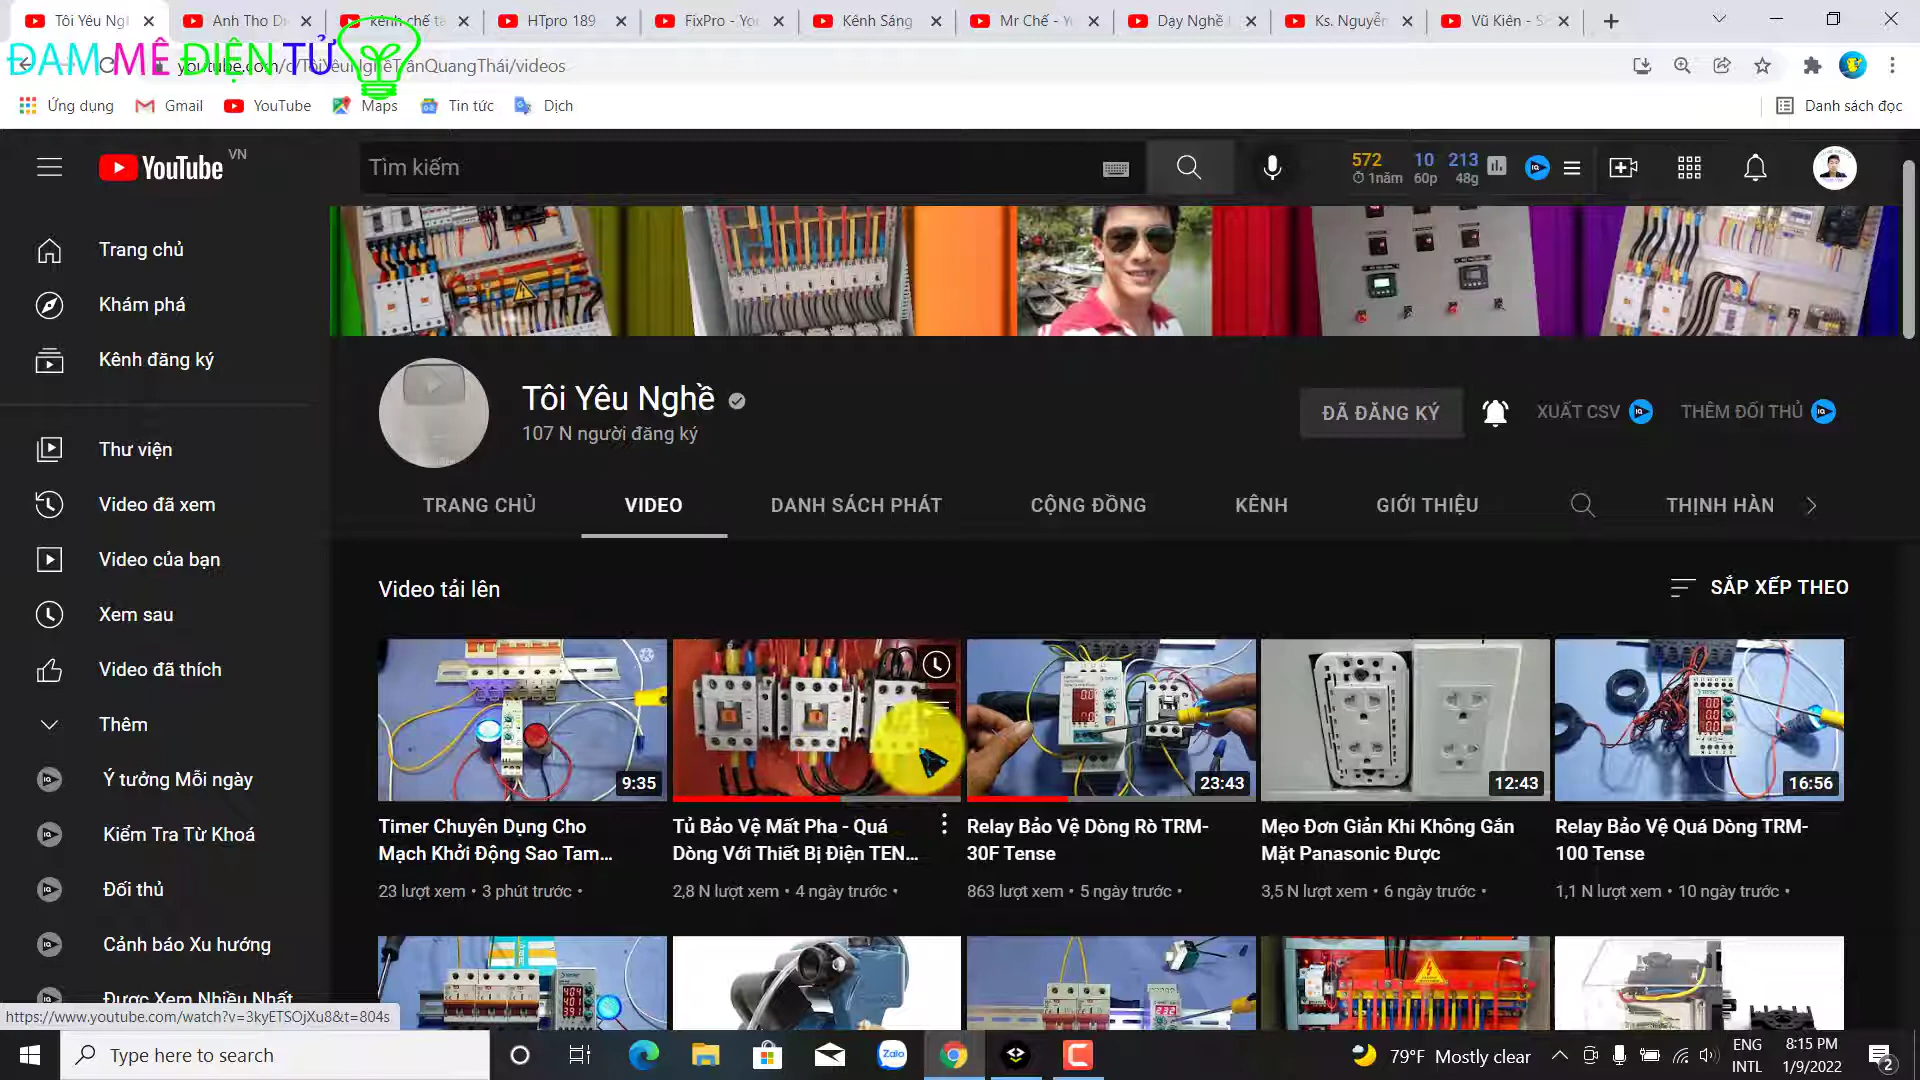 Tôi Yêu Ngh
Anh Tho Đi
kênh chế tạ
HTpro 189
FixPro - You
Kênh Sáng
Mr Chế - Y
Dạy Nghề
Ks. Nguyễn
Vũ Kiên - S
ĐAM MÊ ĐIỆN TỬ
youtube.com/c/TôiYêuNghềTrầnQuangThái/videos
Ứng dụng
Gmail
YouTube
Maps
Tin tức
Dịch
Danh sách đọc
YouTube VN
Tìm kiếm
572 10 213
1năm 60p 48g
Trang chủ
Khám phá
Kênh đăng ký
Thư viện
Video đã xem
Video của bạn
Xem sau
Video đã thích
Thêm
Ý tưởng Mỗi ngày
Kiểm Tra Từ Khoá
Đối thủ
Cảnh báo Xu hướng
Được Xem Nhiều Nhất
Tôi Yêu Nghề
107 N người đăng ký
ĐÃ ĐĂNG KÝ
XUẤT CSV
THÊM ĐỐI THỦ
TRANG CHỦ
VIDEO
DANH SÁCH PHÁT
CỘNG ĐỒNG
KÊNH
GIỚI THIỆU
THỊNH HÀN
Video tải lên
SẮP XẾP THEO
9:35
23:43
12:43
16:56
Timer Chuyên Dụng Cho
Mạch Khởi Động Sao Tam...
23 lượt xem • 3 phút trước •
Tủ Bảo Vệ Mất Pha - Quá
Dòng Với Thiết Bị Điện TEN...
2,8 N lượt xem • 4 ngày trước •
Relay Bảo Vệ Dòng Rò TRM-
30F Tense
863 lượt xem • 5 ngày trước •
Mẹo Đơn Giản Khi Không Gắn
Mặt Panasonic Được
3,5 N lượt xem • 6 ngày trước •
Relay Bảo Vệ Quá Dòng TRM-
100 Tense
1,1 N lượt xem • 10 ngày trước •
https://www.youtube.com/watch?v=3kyETSOjXu8&t=804s
Type here to search
Zalo
79°F Mostly clear
ENG
INTL
8:15 PM
1/9/2022
2